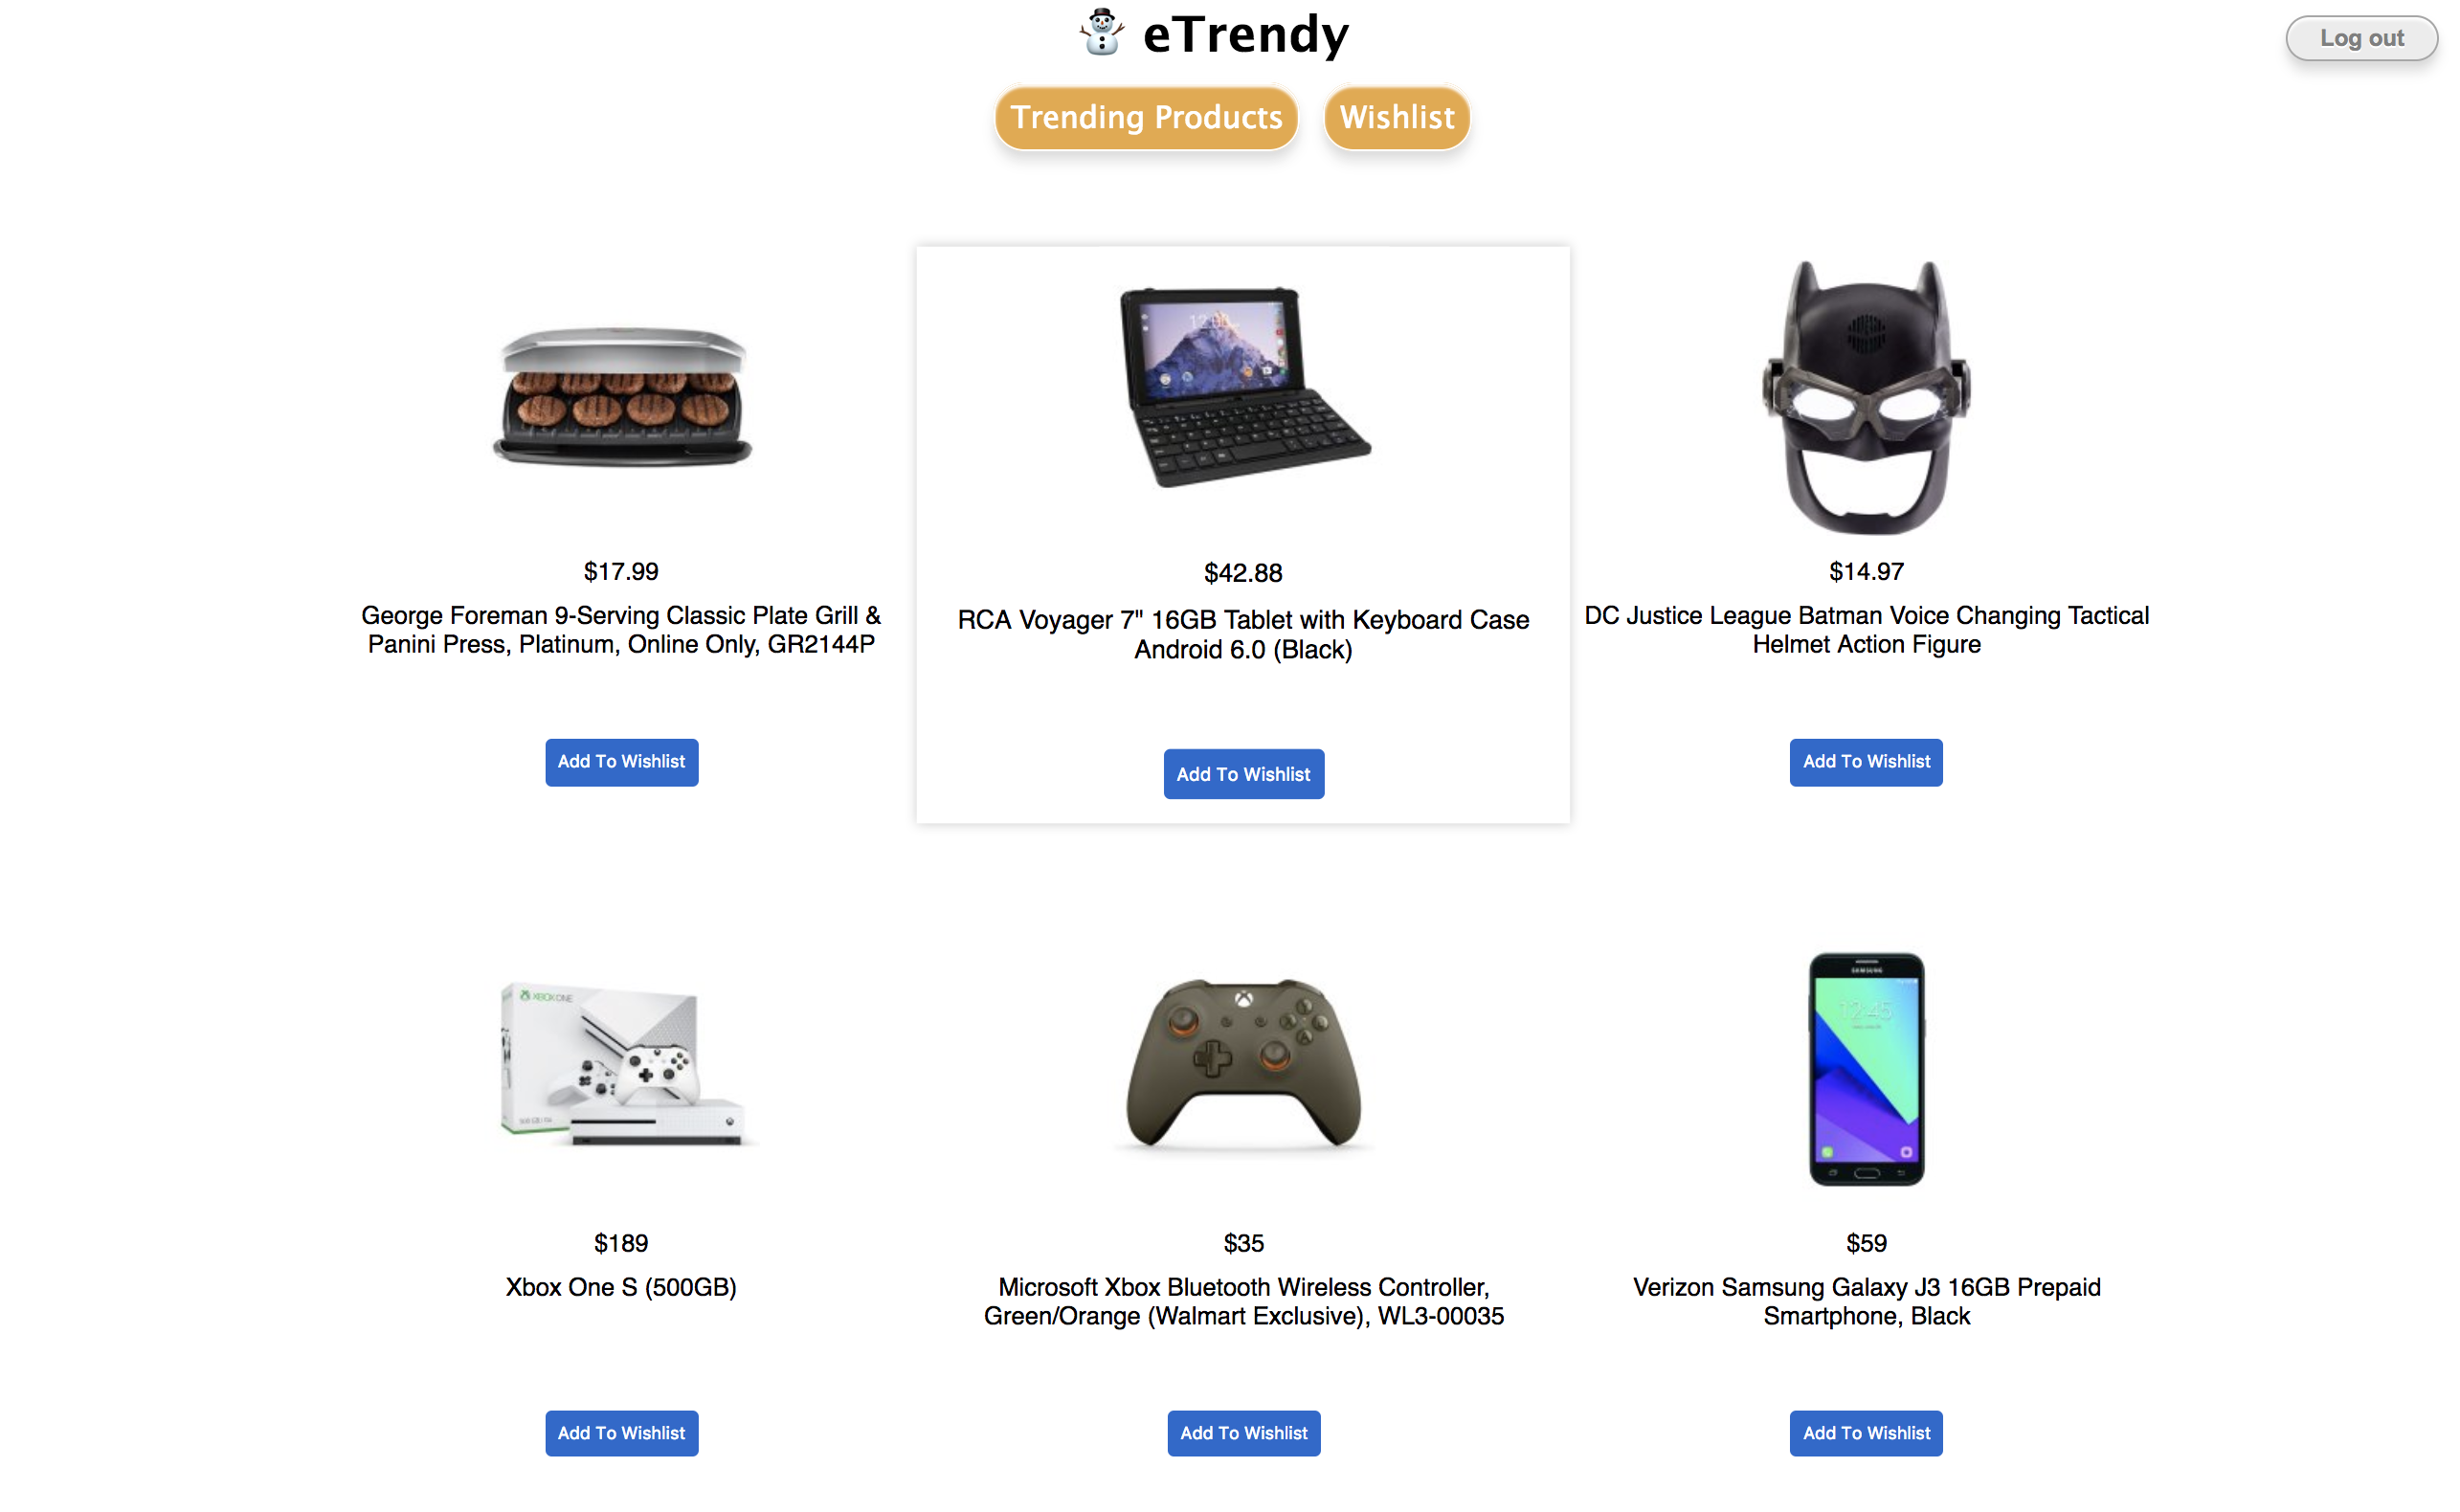 eTrendy
Log out
Trending Products
Wishlist
12:00
$17.99
George Foreman 9-Serving Classic Plate Grill &
Panini Press, Platinum, Online Only, GR2144P
Add To Wishlist
$42.88
RCA Voyager 7" 16GB Tablet with Keyboard Case
Android 6.0 (Black)
Add To Wishlist
$14.97
DC Justice League Batman Voice Changing Tactical
Helmet Action Figure
Add To Wishlist
XBOX ONE
$189
Xbox One S (500GB)
Add To Wishlist
$35
Microsoft Xbox Bluetooth Wireless Controller,
Green/Orange (Walmart Exclusive), WL3-00035
Add To Wishlist
SAMSUNG
12:45
$59
Verizon Samsung Galaxy J3 16GB Prepaid
Smartphone, Black
Add To Wishlist